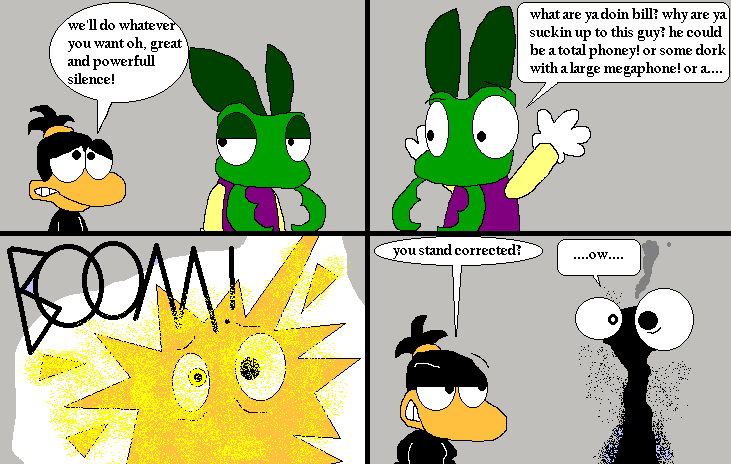 we'll do whatever
you want oh, great
and powerfull
silence!
what are ya doin bill? why are ya
suckin up to this guy? he could
be a total phoney! or some dork
with a large megaphone! or a....
BOOM!
you stand corrected?
....ow....